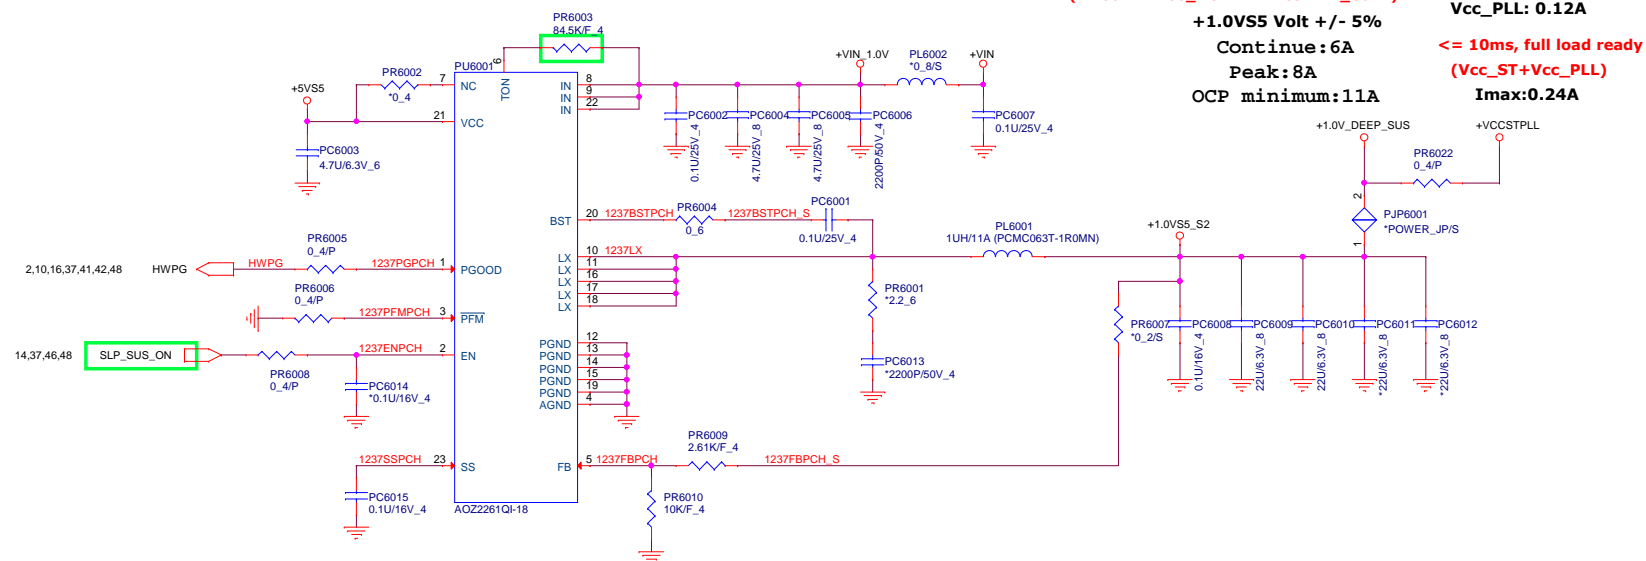 Vcc_PLL: 0.12A
+1.0VS5 Volt +/- 5%
Continue:6A
Peak:8A
OCP minimum:11A
<= 10ms, full load ready
(Vcc_ST+Vcc_PLL)
Imax:0.24A
PR6003
84.5K/F_4
+VIN_1.0V
PL6002
*0_8/S
+VIN
PU6001
6
TON
PR6002
*0_4
7
NC
+5VS5
21
VCC
PC6003
4.7U/6.3V_6
8
IN
9
IN
22
IN
PC6002
0.1U/25V_4
PC6004
4.7U/25V_8
PC6005
4.7U/25V_8
PC6006
2200P/50V_4
PC6007
0.1U/25V_4
+1.0V_DEEP_SUS
+VCCSTPLL
PR6022
0_4/P
2
PJP6001
*POWER_JP/S
1
BST
20
1237BSTPCH
PR6004
0_6
1237BSTPCH_S
PC6001
0.1U/25V_4
PL6001
1UH/11A (PCMC063T-1R0MN)
+1.0VS5_S2
LX
10
1237LX
LX
11
LX
16
LX
17
LX
18
2,10,16,37,41,42,48
HWPG
HWPG
PR6005
0_4/P
1237PGPCH
1
PGOOD
PR6006
0_4/P
1237PFMPCH
3
PFM
14,37,46,48
SLP_SUS_ON
PR6008
0_4/P
1237ENPCH
2
EN
PC6014
*0.1U/16V_4
PR6001
*2.2_6
PC6013
*2200P/50V_4
PGND
12
PGND
13
PGND
14
PGND
15
PGND
19
AGND
4
PR6007
*0_2/S
PC6008
0.1U/16V_4
PC6009
22U/6.3V_8
PC6010
22U/6.3V_8
PC6011
*22U/6.3V_8
PC6012
*22U/6.3V_8
1237SSPCH
23
SS
PC6015
0.1U/16V_4
FB
5
1237FBPCH
PR6009
2.61K/F_4
1237FBPCH_S
PR6010
10K/F_4
AOZ2261QI-18